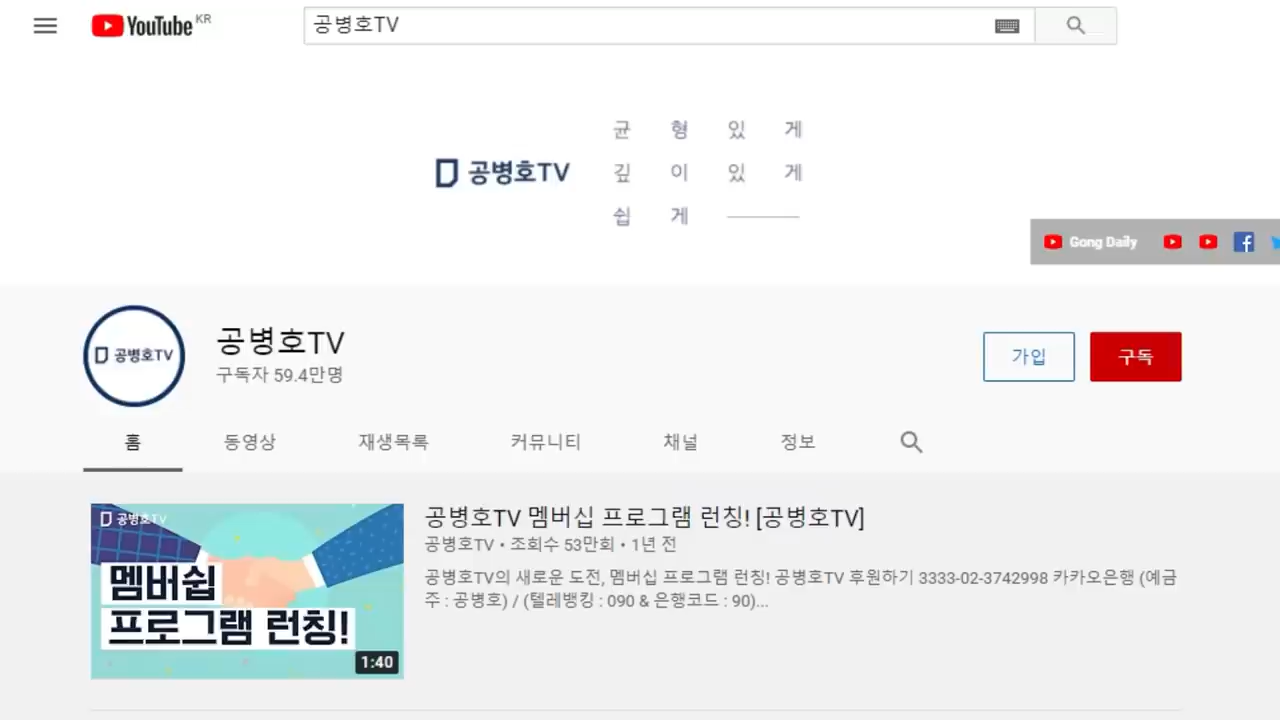 YouTube KR
공병호TV
균 형 있 게
공병호TV
깊 이 있 게
쉽 게
Gong Daily
공병호TV
공병호TV
구독자 59.4만명
가입
구독
홈 동영상 재생목록 커뮤니티 채널 정보
공병호TV
멤버쉽
프로그램 런칭!
1:40
공병호TV 멤버십 프로그램 런칭! [공병호TV]
공병호TV • 조회수 53만회 • 1년 전
공병호TV의 새로운 도전, 멤버십 프로그램 런칭! 공병호TV 후원하기 3333-02-3742998 카카오은행 (예금
주 : 공병호) / (텔레뱅킹 : 090 & 은행코드 : 90)...